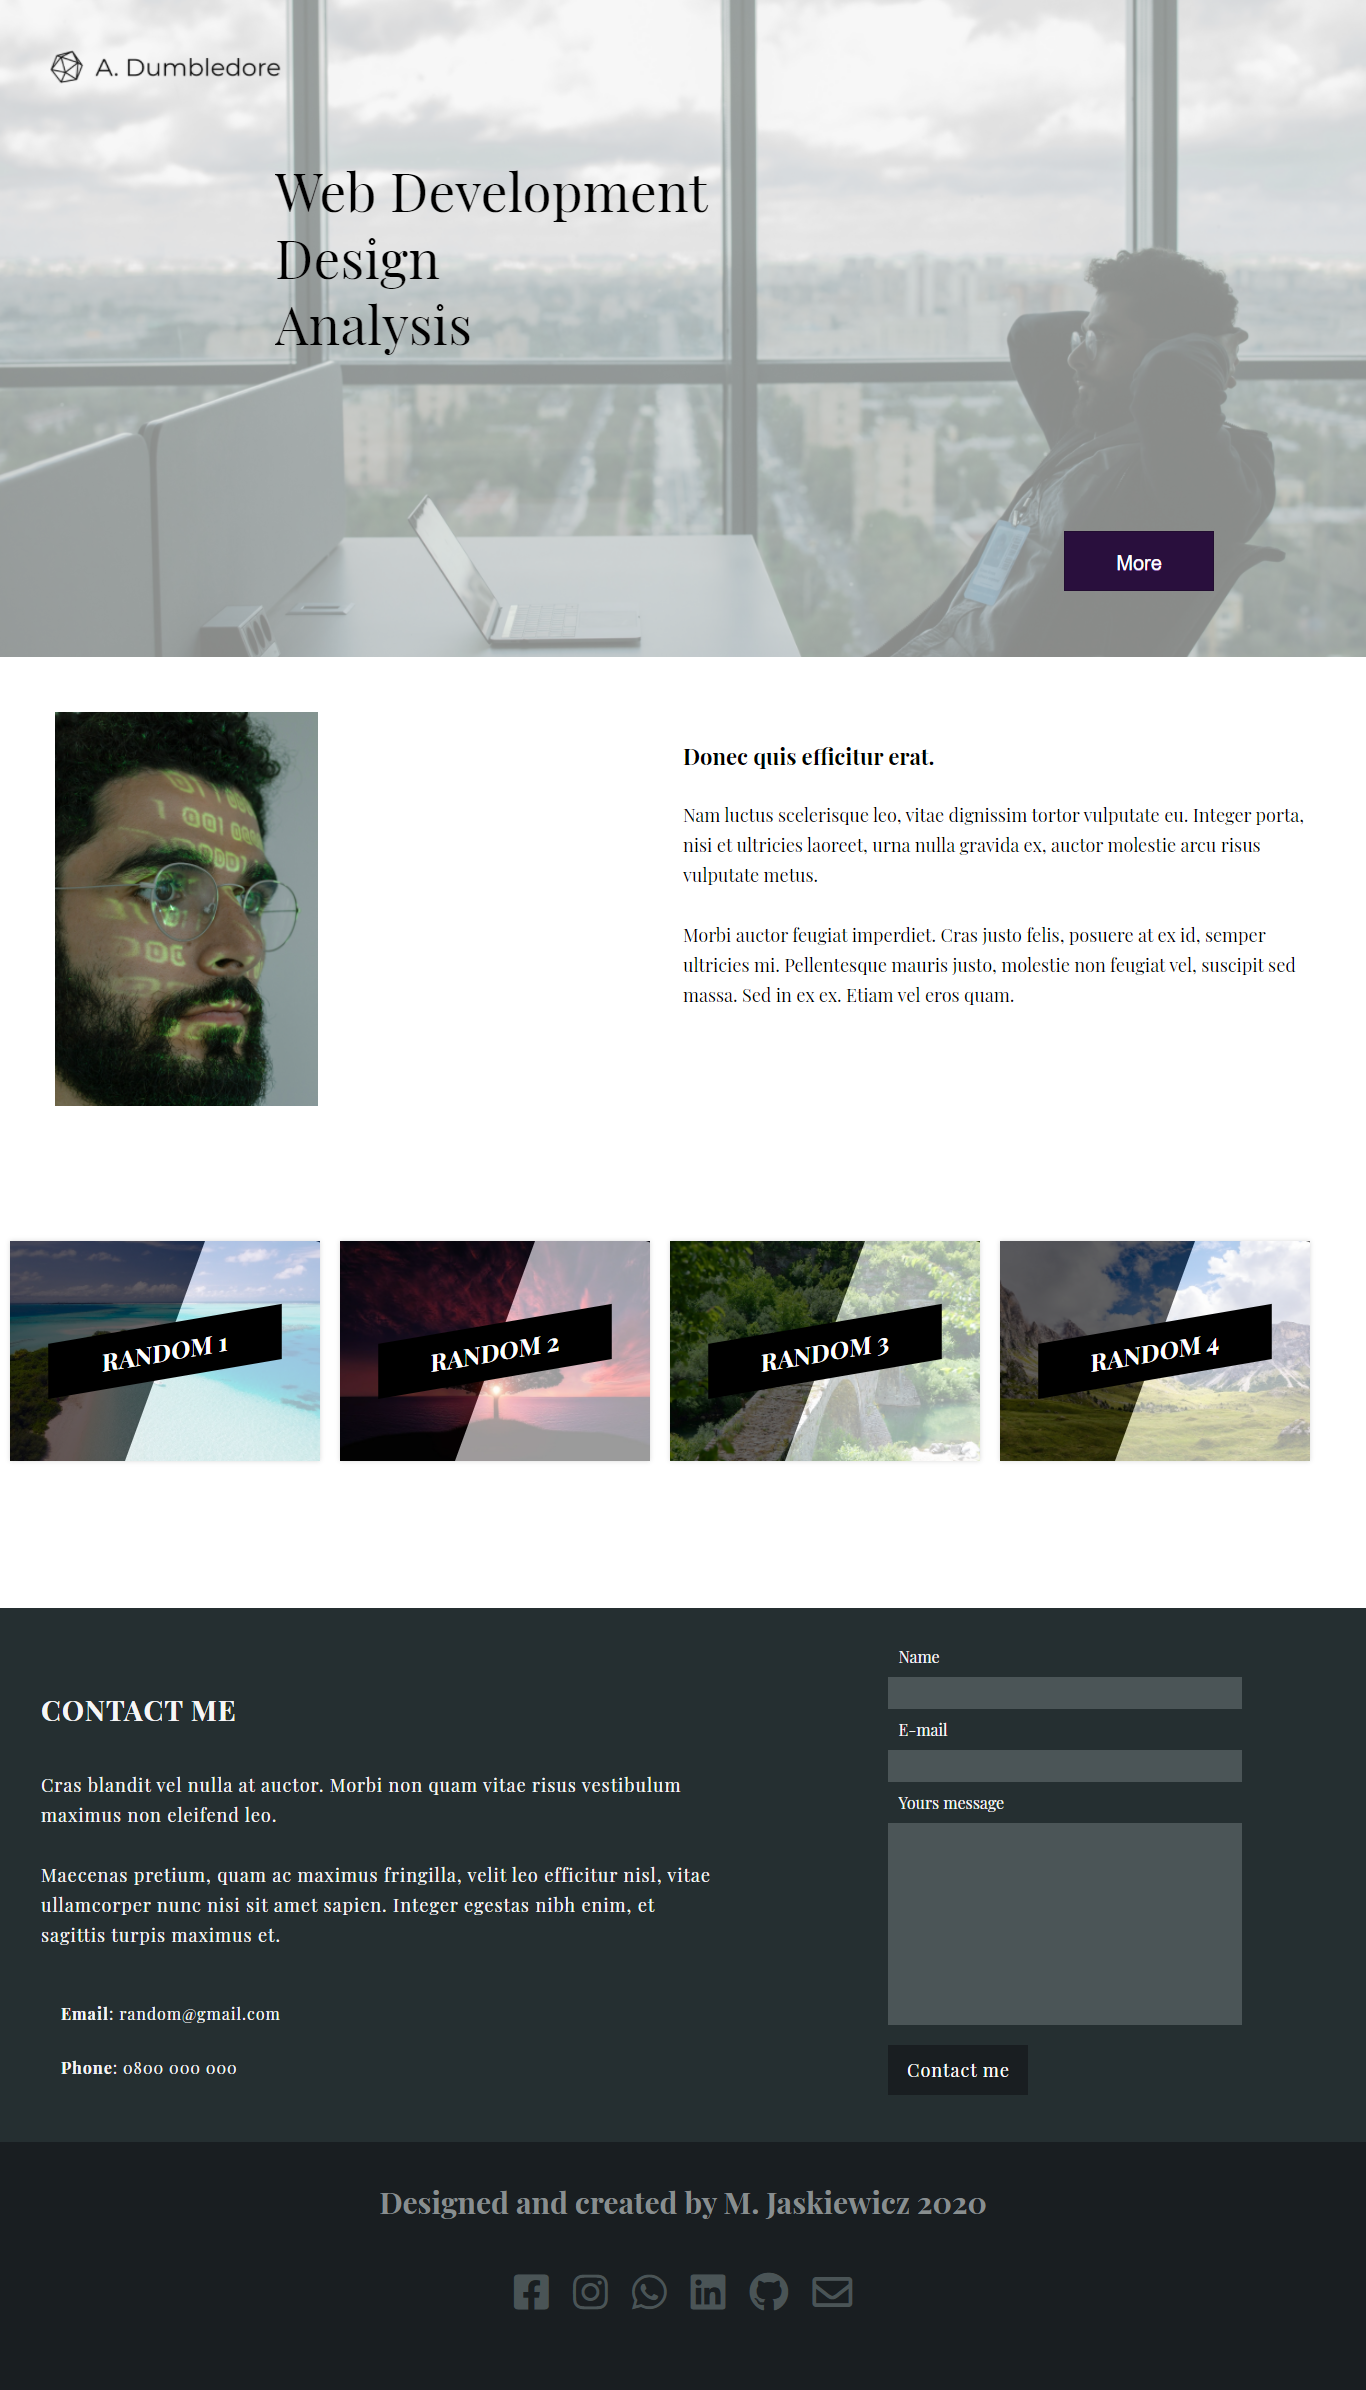 A. Dumbledore
Web Development
Design
Analysis
More
Donec quis efficitur erat.
Nam luctus scelerisque leo, vitae dignissim tortor vulputate eu. Integer porta,
nisi et ultricies laoreet, urna nulla gravida ex, auctor molestie arcu risus
vulputate metus.
Morbi auctor feugiat imperdiet. Cras justo felis, posuere at ex id, semper
ultricies mi. Pellentesque mauris justo, molestie non feugiat vel, suscipit sed
massa. Sed in ex ex. Etiam vel eros quam.
RANDOM 1
RANDOM 2
RANDOM 3
RANDOM 4
CONTACT ME
Cras blandit vel nulla at auctor. Morbi non quam vitae risus vestibulum
maximus non eleifend leo.
Maecenas pretium, quam ac maximus fringilla, velit leo efficitur nisl, vitae
ullamcorper nunc nisi sit amet sapien. Integer egestas nibh enim, et
sagittis turpis maximus et.
Email: random@gmail.com
Phone: 0800 000 000
Name
E-mail
Yours message
Contact me
Designed and created by M. Jaskiewicz 2020